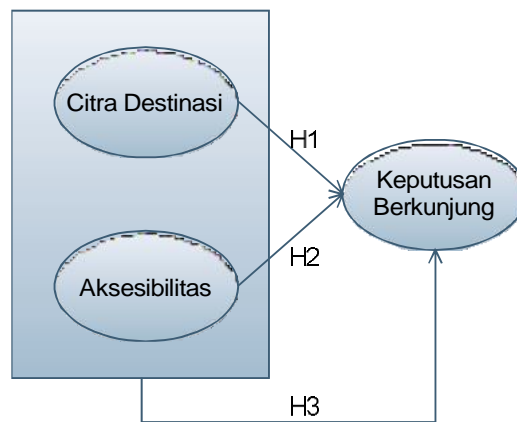 Citra Destinasi
H1
Keputusan
Berkunjung
Aksesibilitas
H2
H3